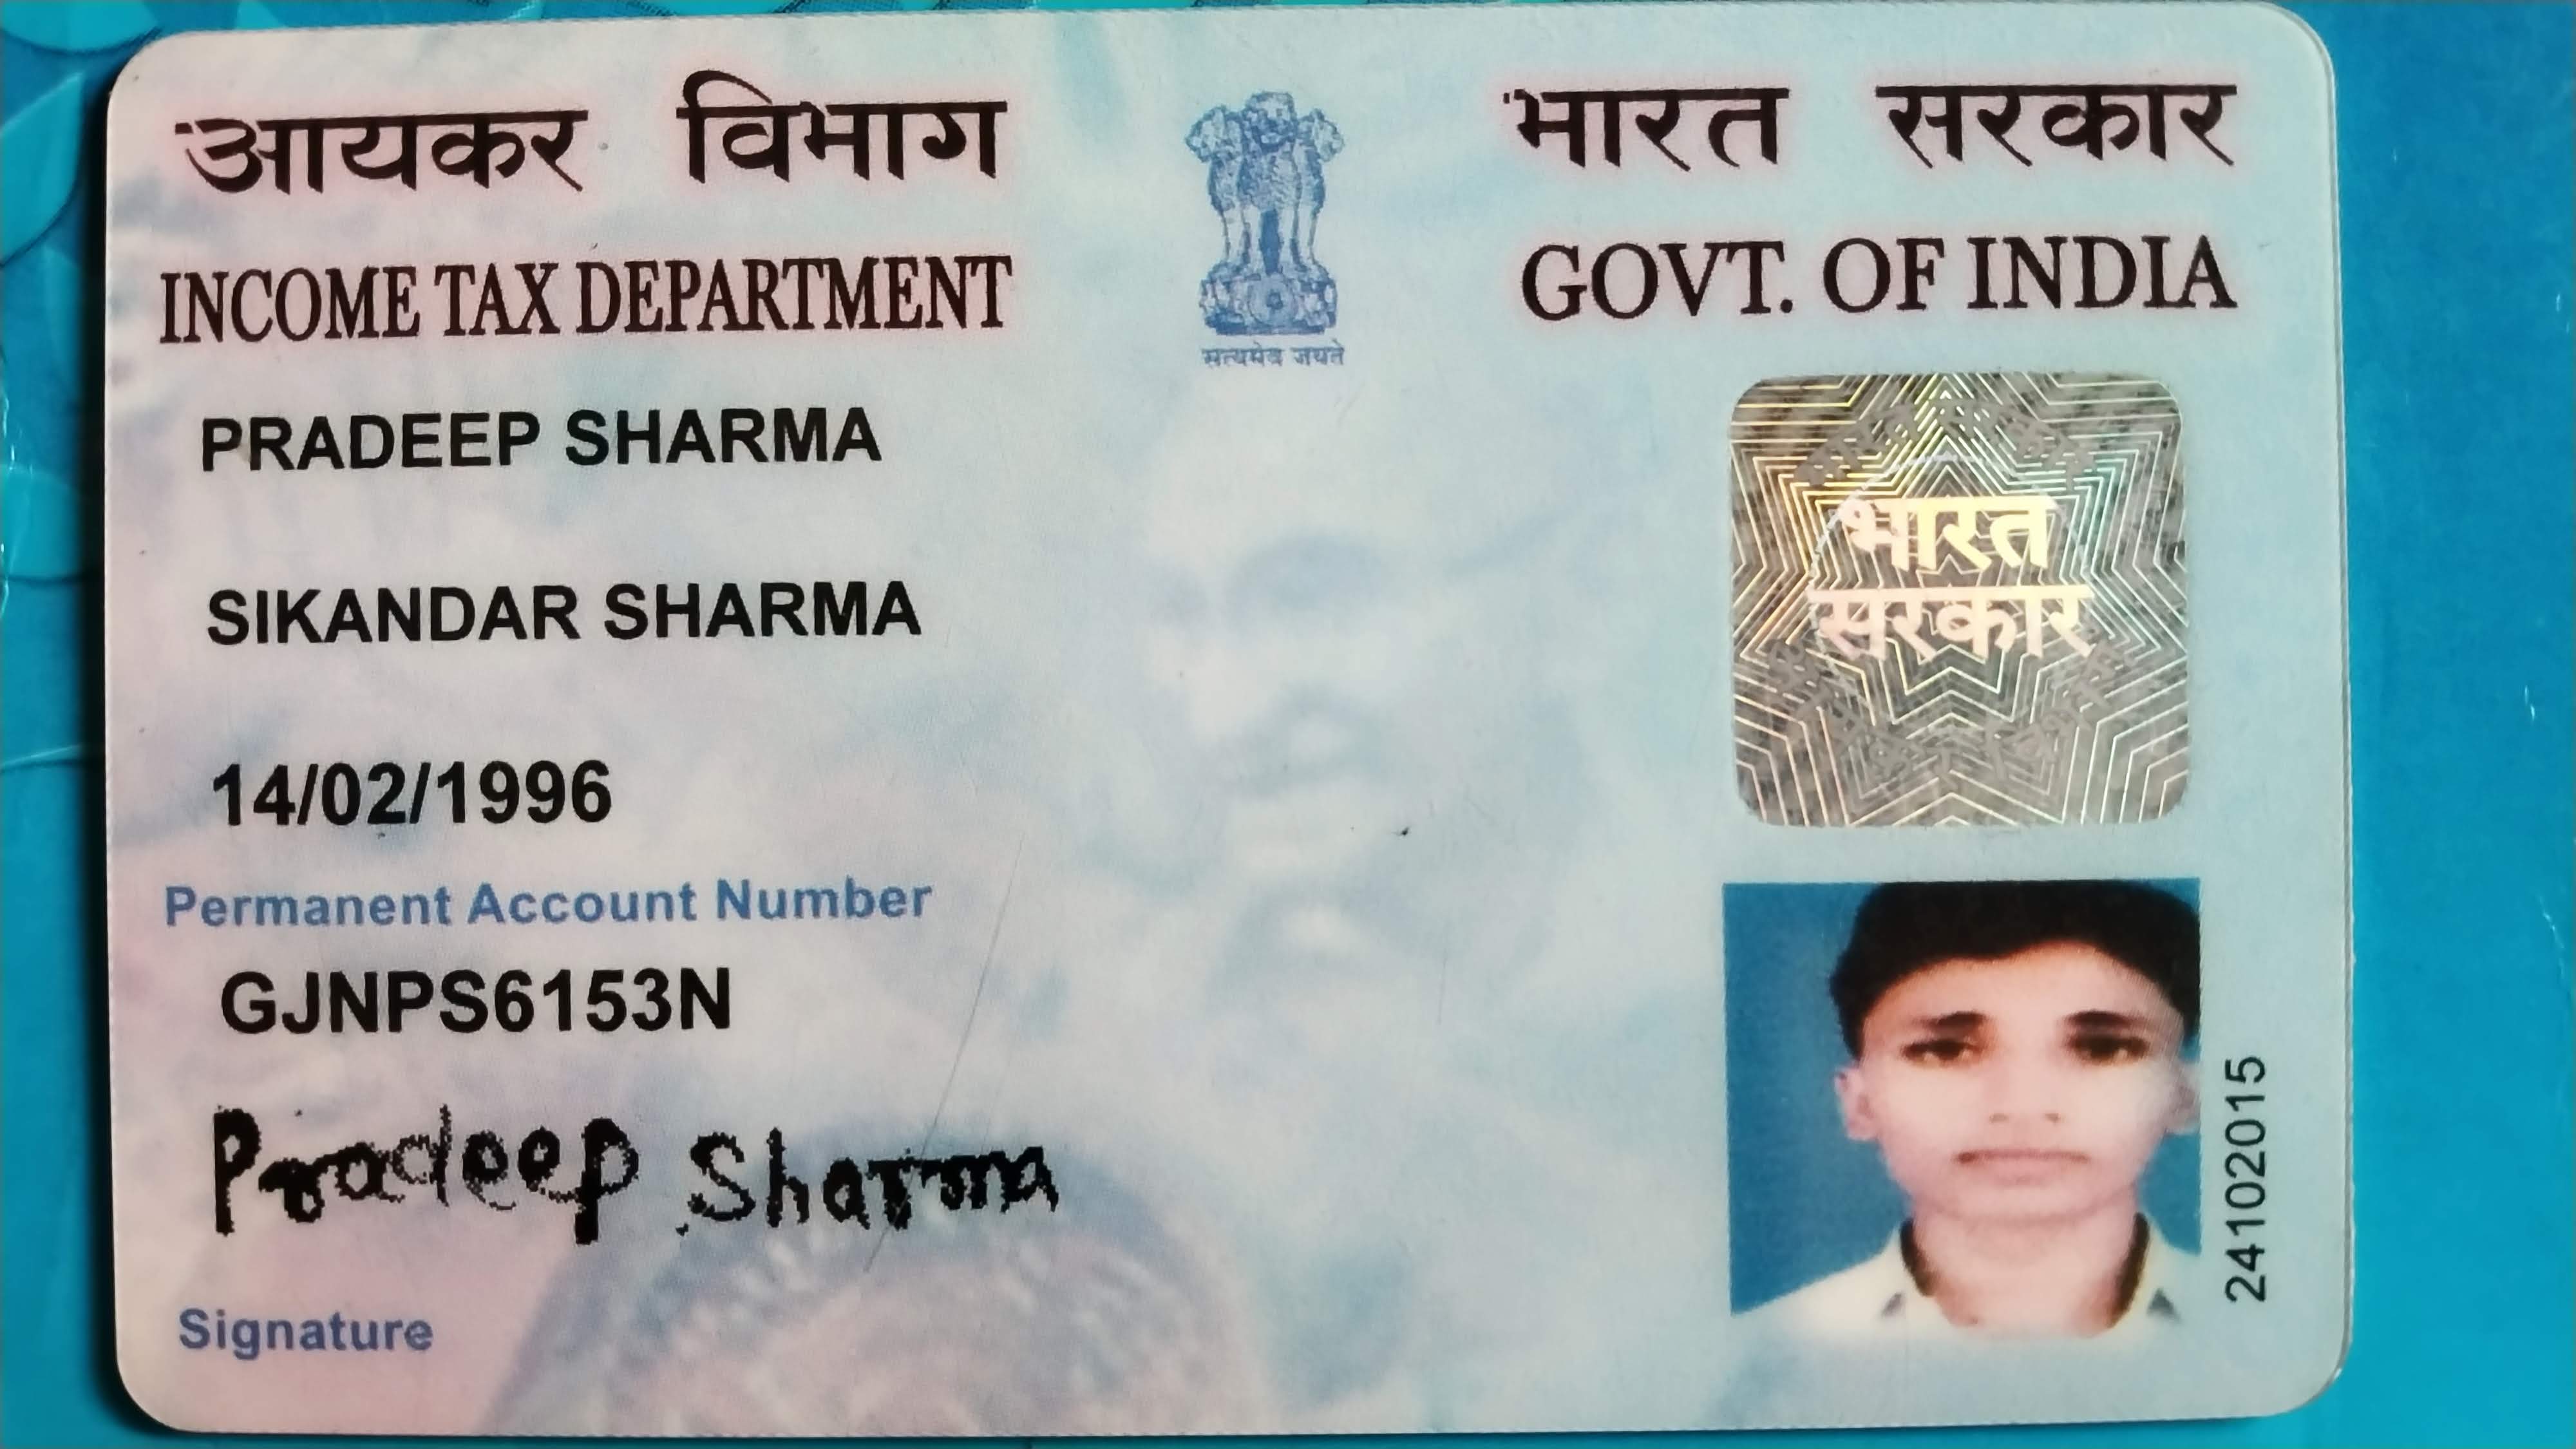 आयकर विभाग
INCOME TAX DEPARTMENT
सत्यमेव जयते
भारत सरकार
GOVT. OF INDIA
PRADEEP SHARMA
SIKANDAR SHARMA
14/02/1996
Permanent Account Number
GJNPS6153N
Pradeep Sharma
Signature
भारत
सरकार
24102015